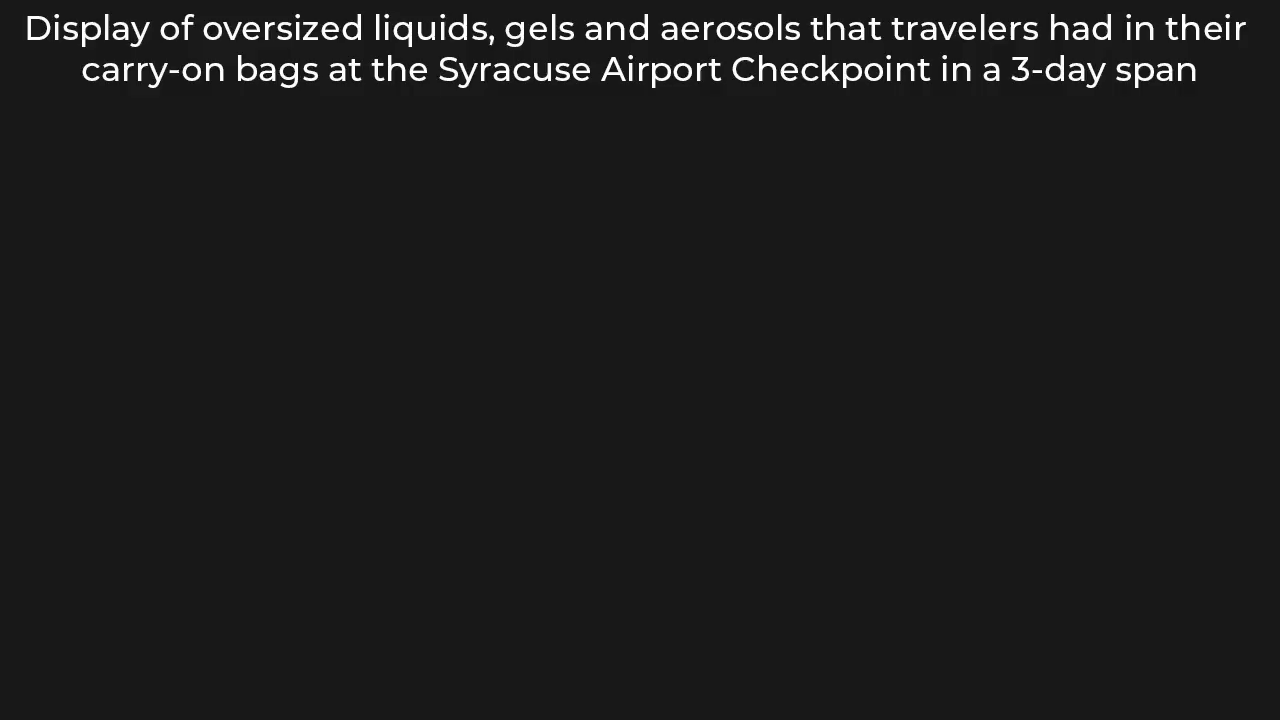 Display of oversized liquids, gels and aerosols that travelers had in their
carry-on bags at the Syracuse Airport Checkpoint in a 3-day span